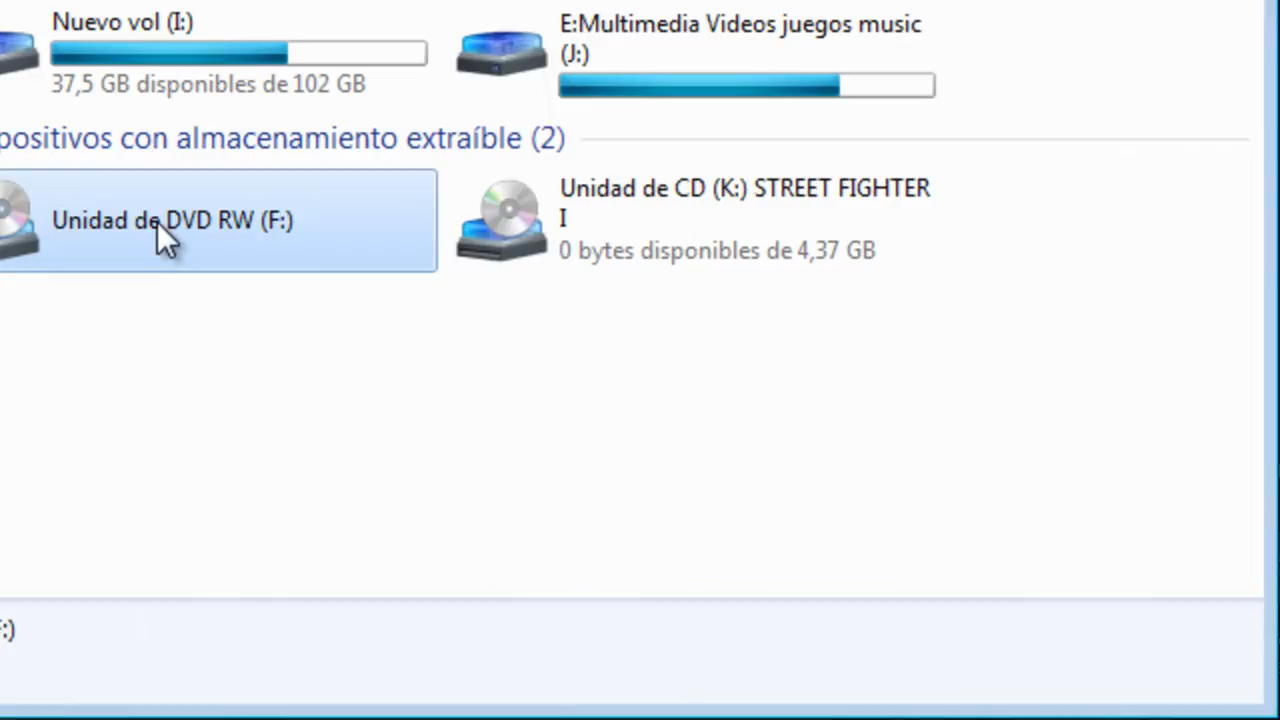 Nuevo vol (I:)
37,5 GB disponibles de 102 GB
E:Multimedia Videos juegos music
(J:)
positivos con almacenamiento extraíble (2)
Unidad de DVD RW (F:)
Unidad de CD (K:) STREET FIGHTER
I
0 bytes disponibles de 4,37 GB
F:)